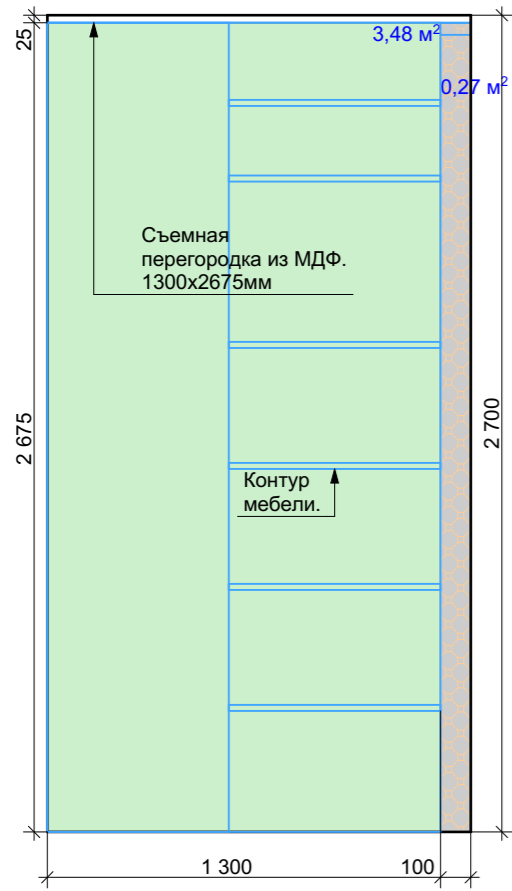 25
3,48 м²
0,27 м²
Съемная
перегородка из МДФ.
1300х2675мм
2 675
2 700
Контур
мебели.
1 300
100